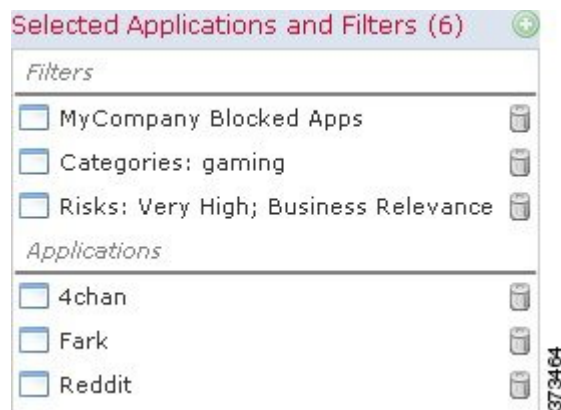 Selected Applications and Filters (6)
Filters
MyCompany Blocked Apps
Categories: gaming
Risks: Very High; Business Relevance
Applications
4chan
Fark
Reddit
373464